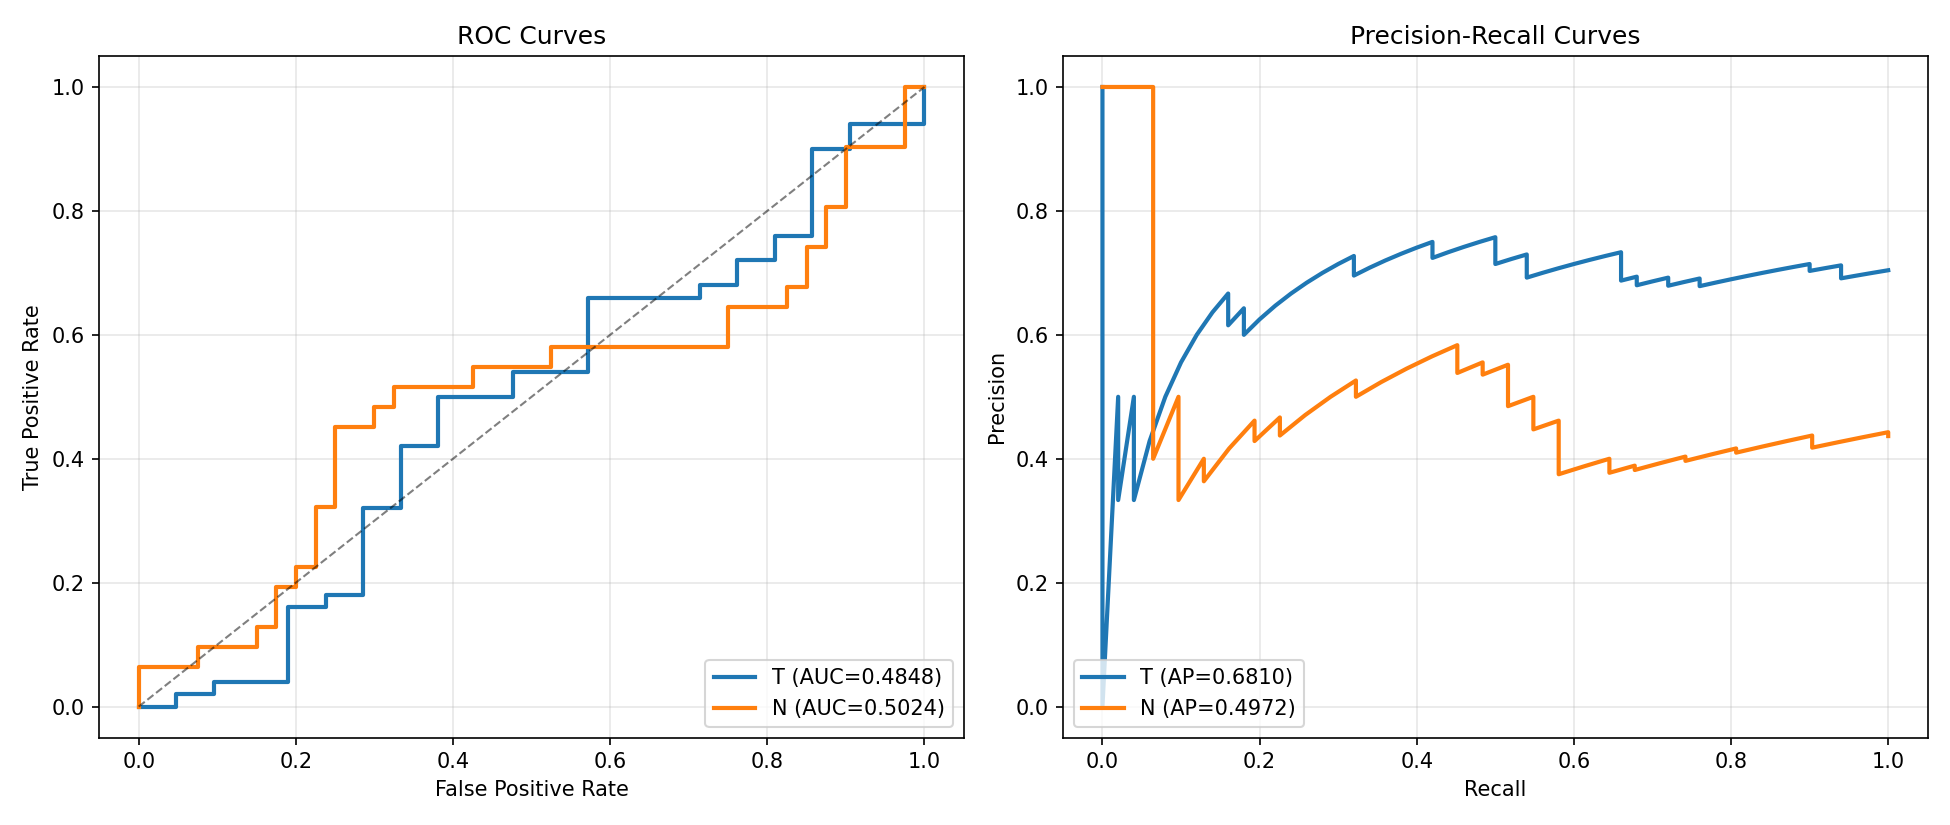 ROC Curves
1.0
0.8
0.6
0.4
0.2
0.0
True Positive Rate
0.0 0.2 0.4 0.6 0.8 1.0
False Positive Rate
T (AUC=0.4848)
N (AUC=0.5024)
Precision-Recall Curves
1.0
0.8
0.6
0.4
0.2
0.0
Precision
0.0 0.2 0.4 0.6 0.8 1.0
Recall
T (AP=0.6810)
N (AP=0.4972)